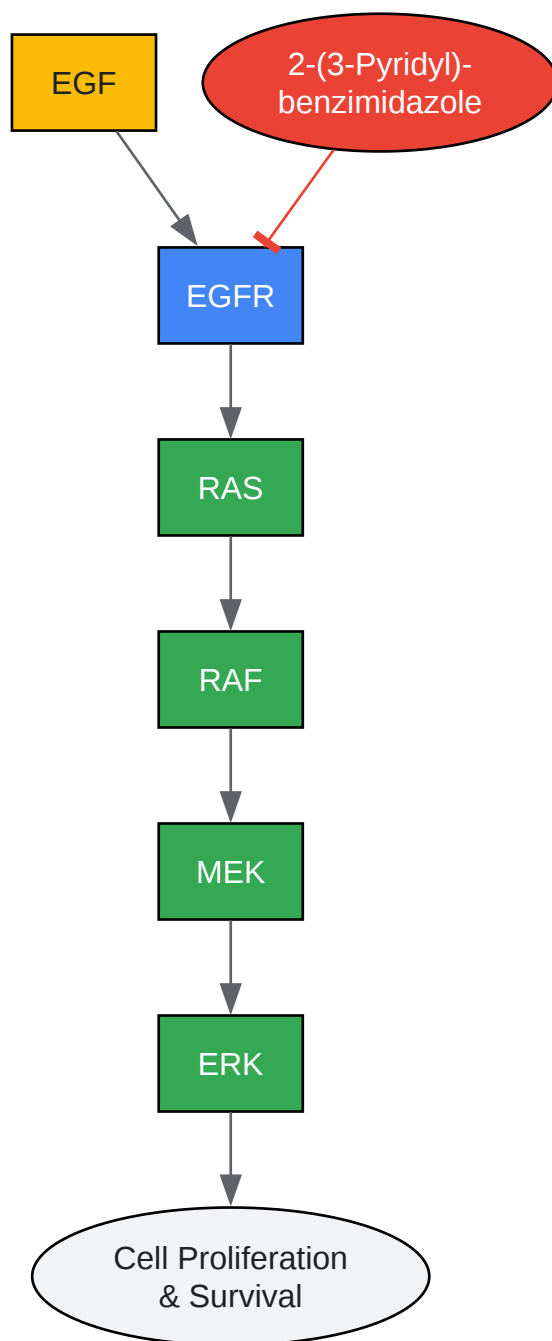 EGF
2-(3-Pyridyl)-
benzimidazole
EGFR
RAS
RAF
MEK
ERK
Cell Proliferation
& Survival